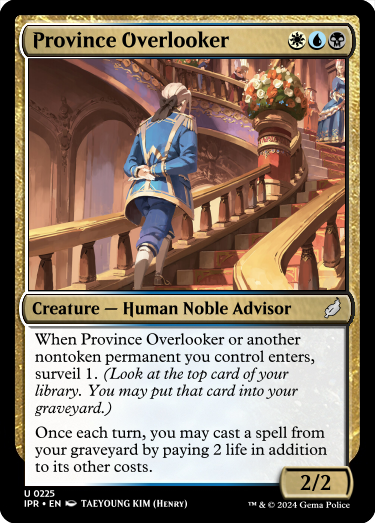 Province Overlooker
Creature — Human Noble Advisor
When Province Overlooker or another
nontoken permanent you control enters,
surveil 1. (Look at the top card of your
library. You may put that card into your
graveyard.)
Once each turn, you may cast a spell from
your graveyard by paying 2 life in addition
to its other costs.
2/2
U 0225
IPR • EN TAEYOUNG KIM (Henry)
™ & © 2024 Gema Police